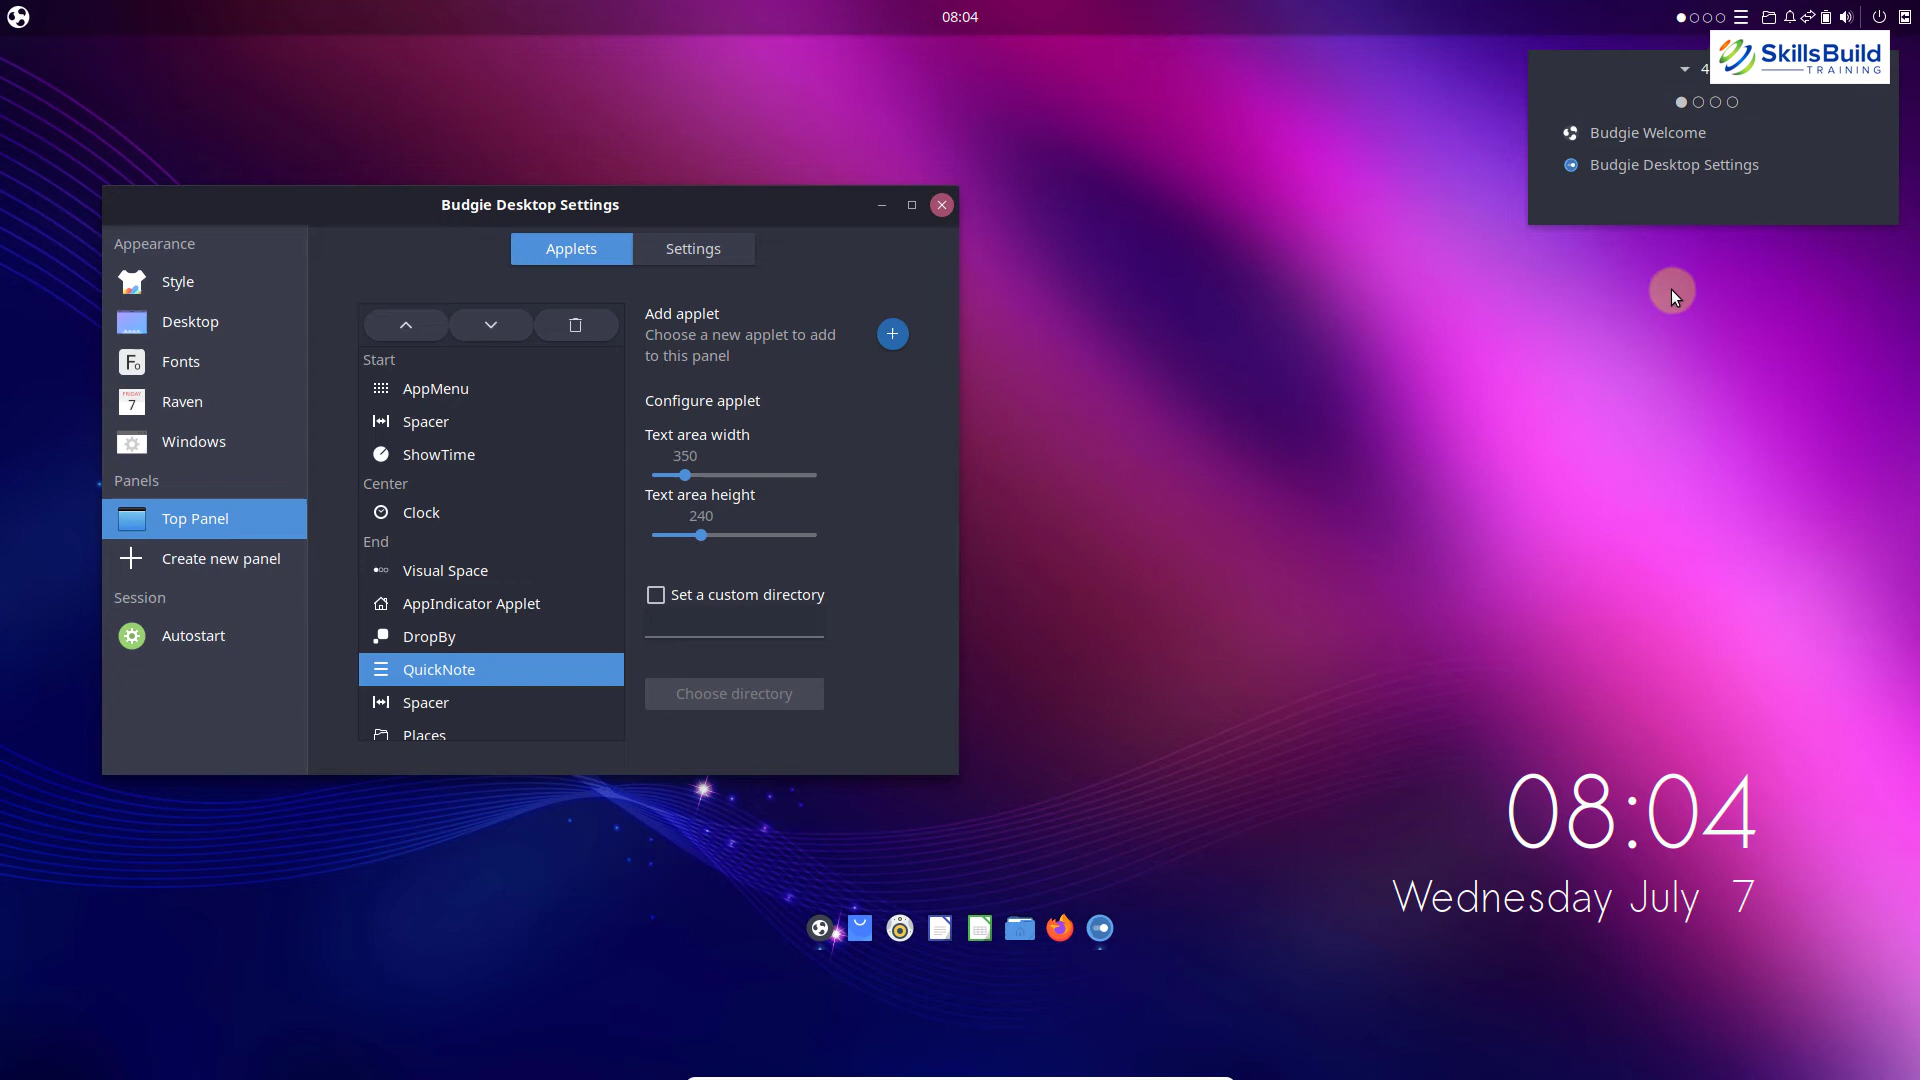 08:04
SkillsBuild
TRAINING
4
Budgie Welcome
Budgie Desktop Settings
Budgie Desktop Settings
Appearance
Style
Desktop
Fonts
Raven
Windows
Panels
Top Panel
Create new panel
Session
Autostart
Applets
Settings
Start
AppMenu
Spacer
ShowTime
Center
Clock
End
Visual Space
AppIndicator Applet
DropBy
QuickNote
Spacer
Places
Add applet
Choose a new applet to add
to this panel
Configure applet
Text area width
350
Text area height
240
Set a custom directory
Choose directory
08:04
Wednesday July 7